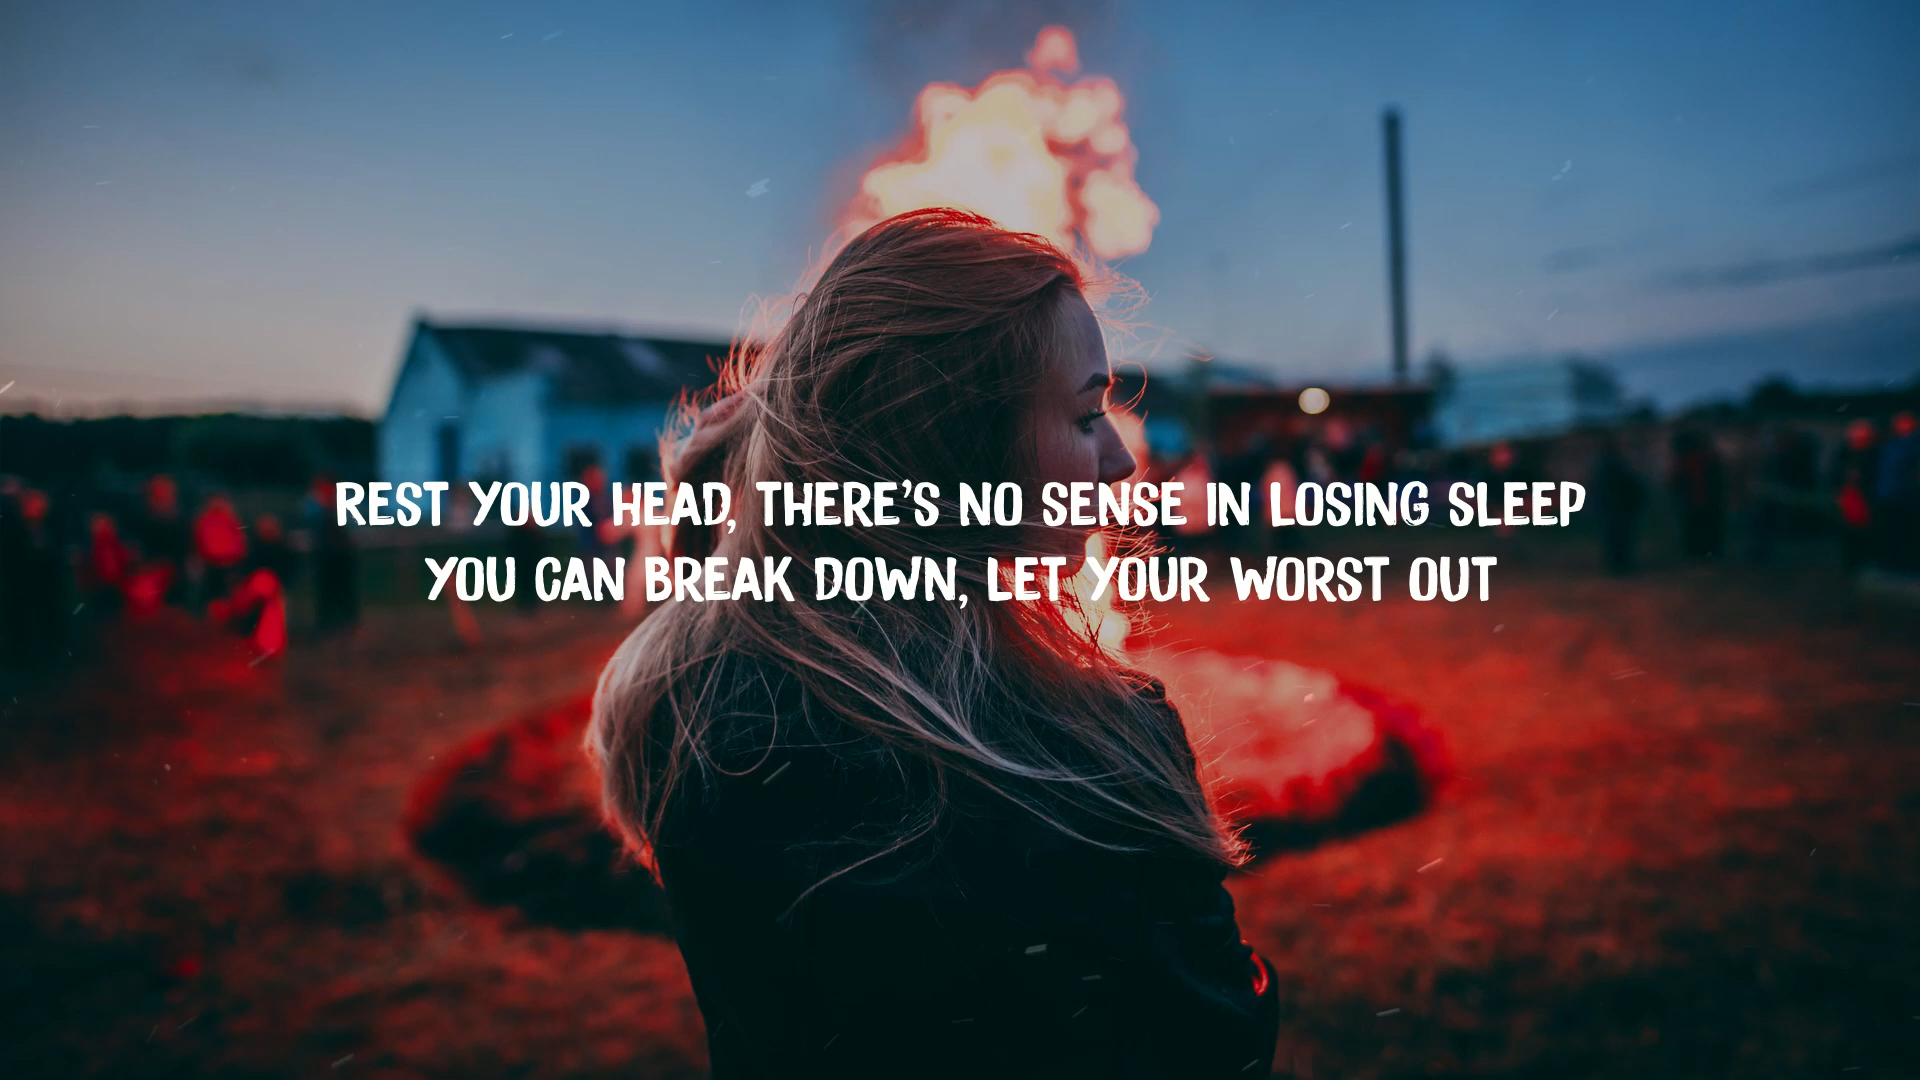 REST YOUR HEAD, THERE'S NO SENSE IN LOSING SLEEP
YOU CAN BREAK DOWN, LET YOUR WORST OUT